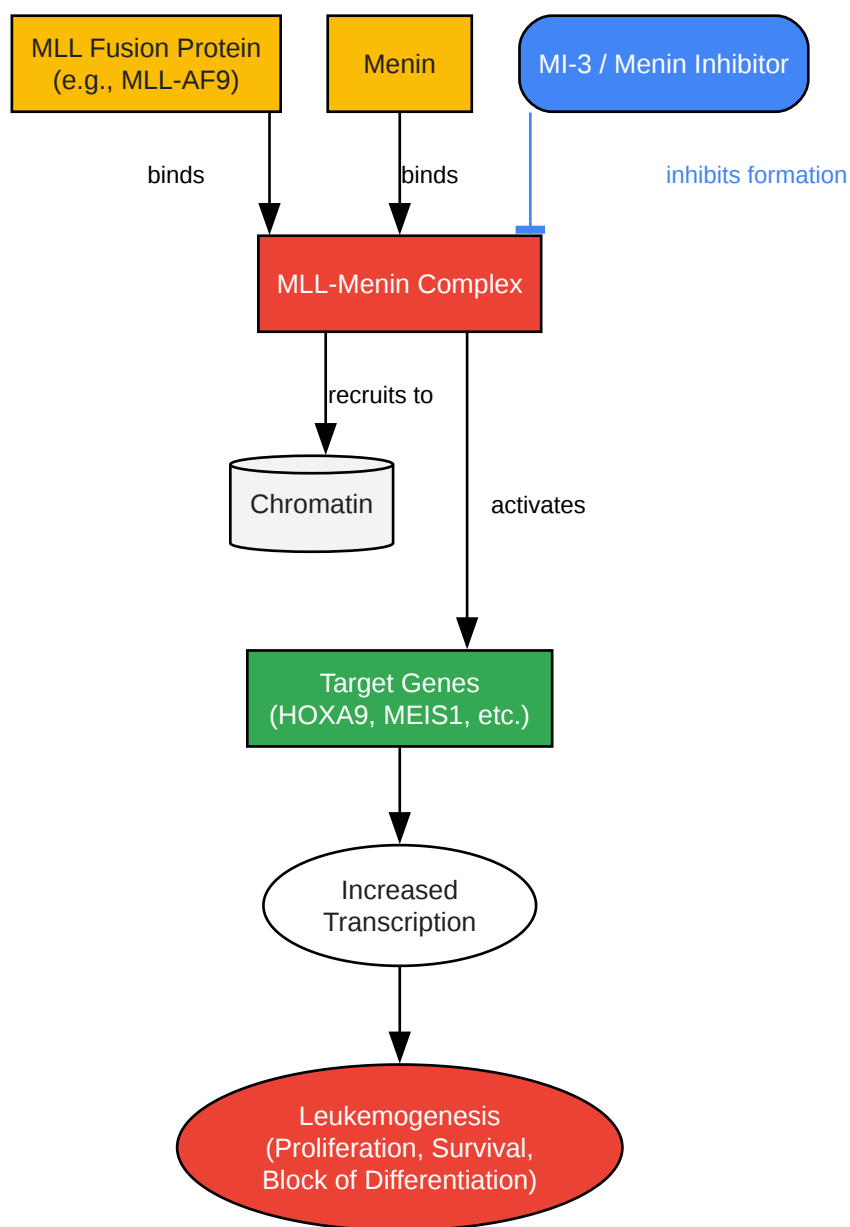 MLL Fusion Protein
(e.g., MLL-AF9)
Menin
MI-3 / Menin Inhibitor
binds
binds
inhibits formation
MLL-Menin Complex
recruits to
Chromatin
activates
Target Genes
(HOXA9, MEIS1, etc.)
Increased
Transcription
Leukemogenesis
(Proliferation, Survival,
Block of Differentiation)